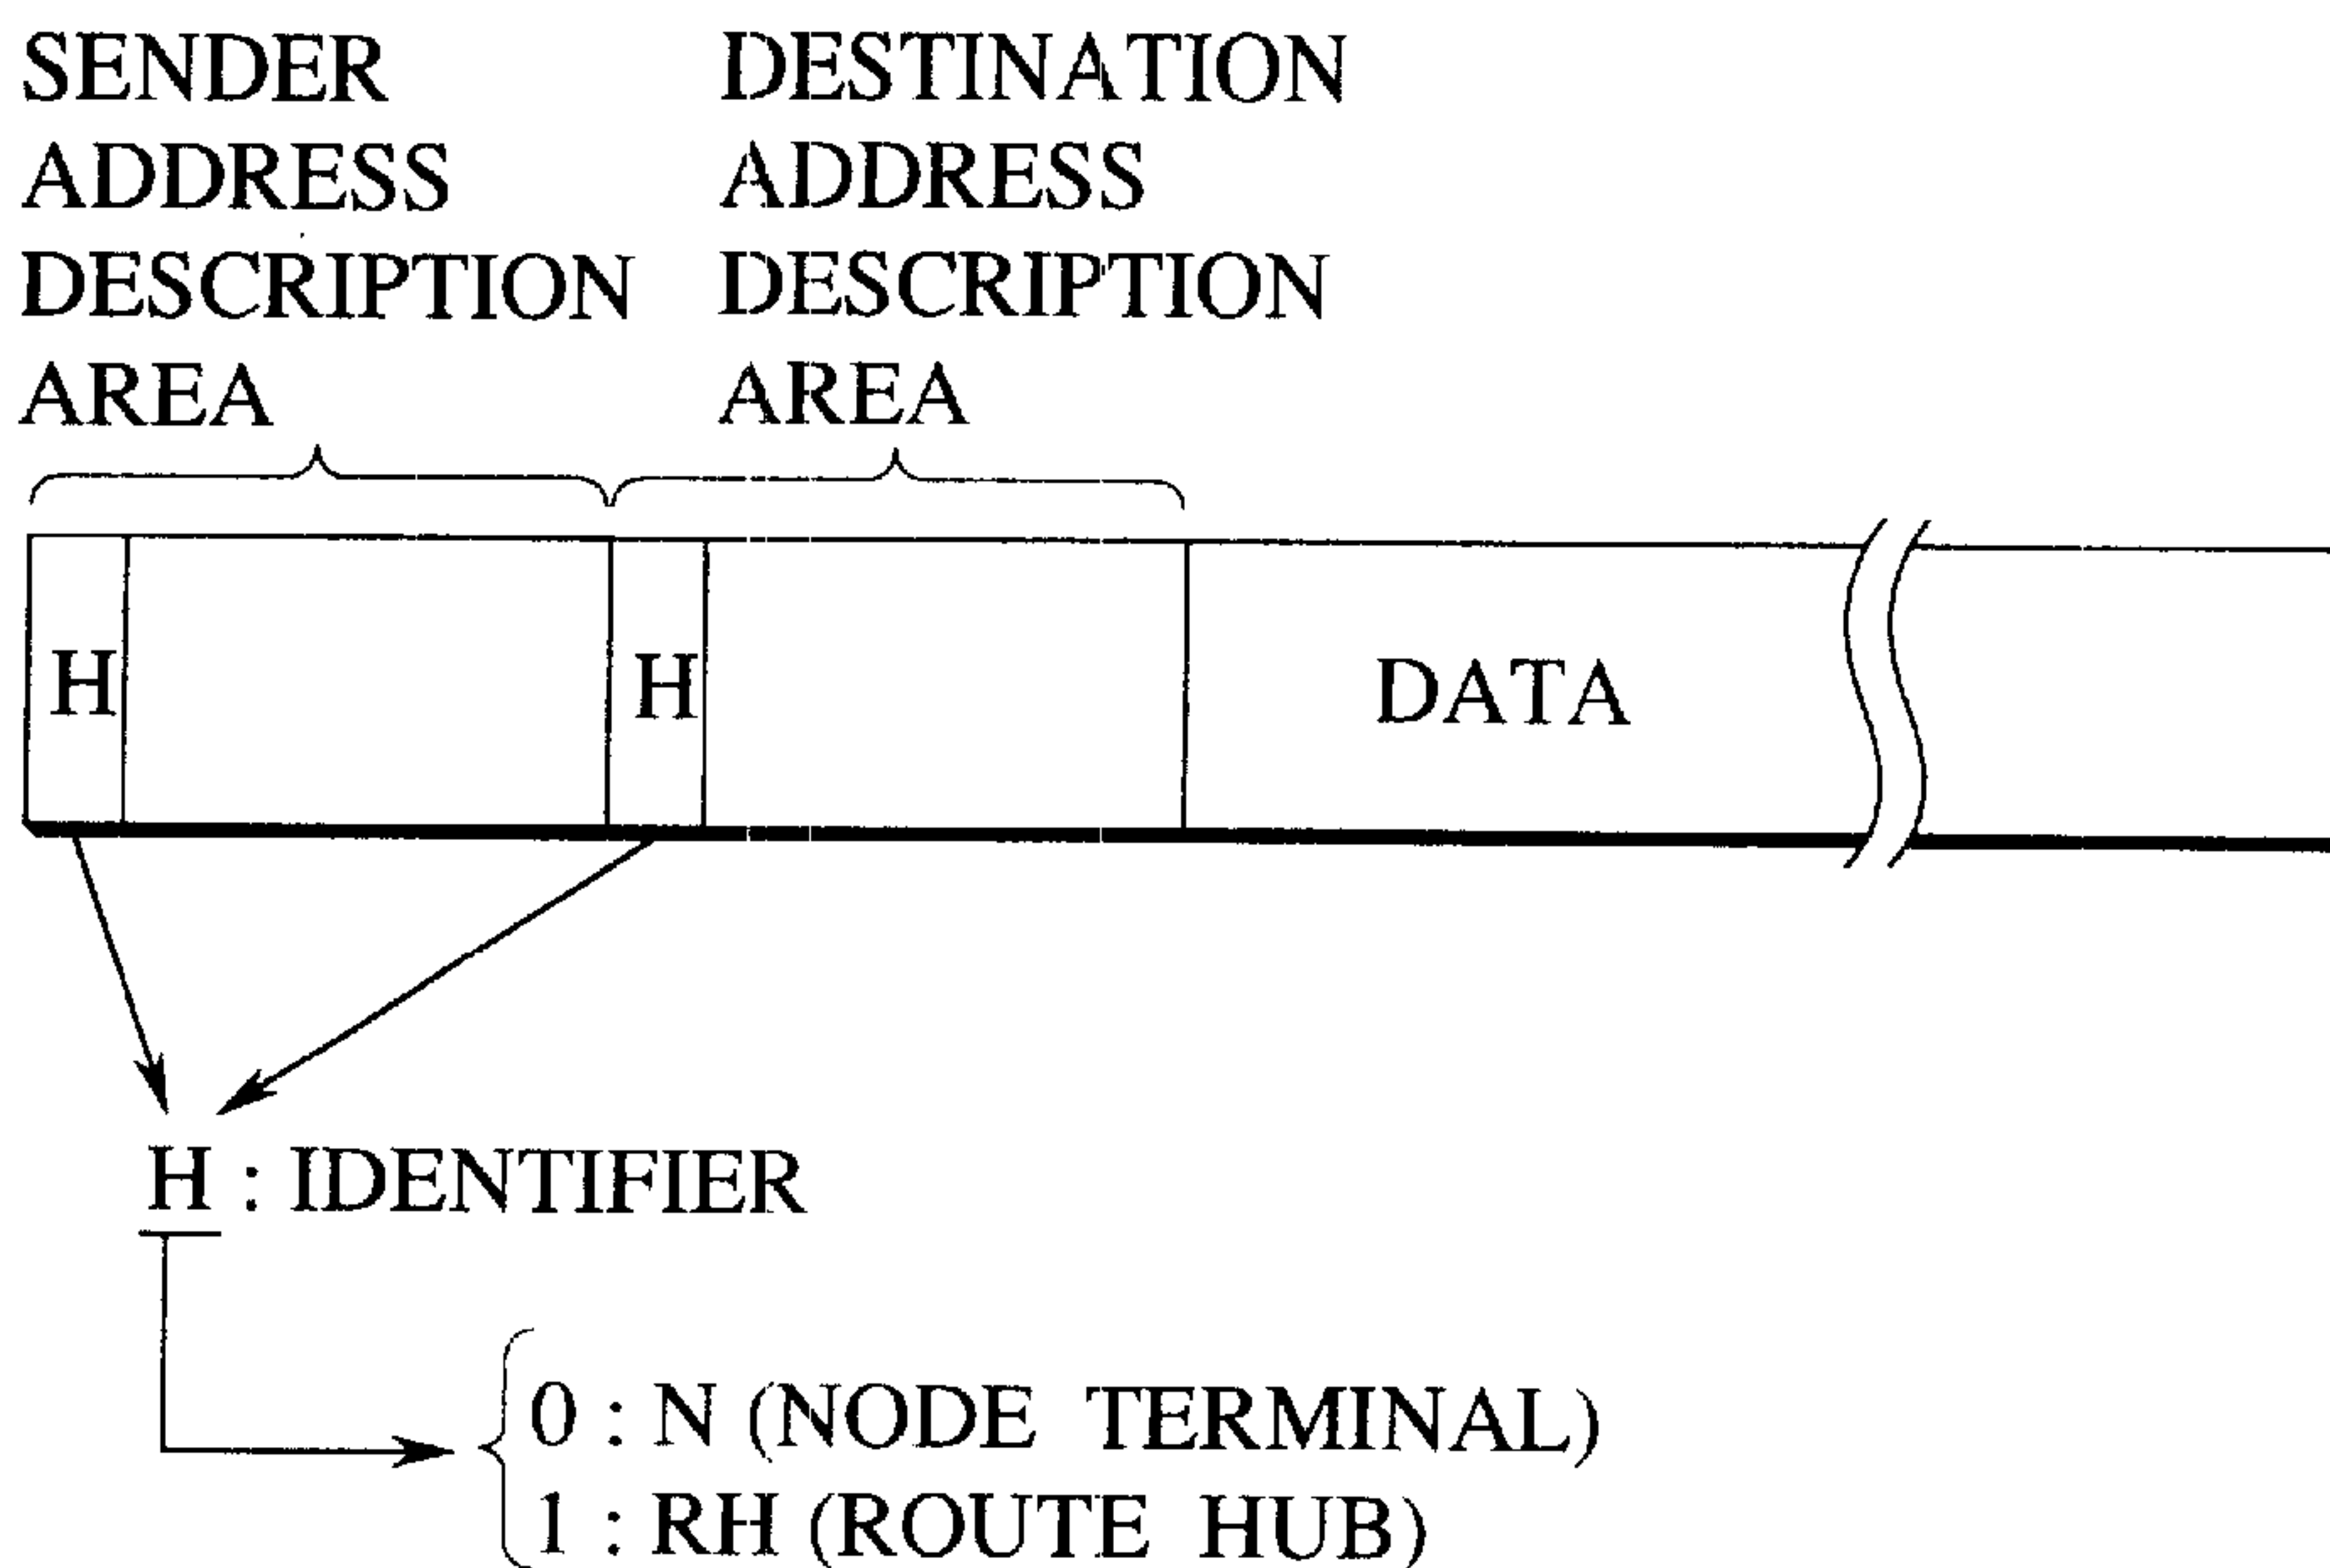 SENDER
ADDRESS
DESCRIPTION
AREA
DESTINATION
ADDRESS
DESCRIPTION
AREA
H
H
DATA
H : IDENTIFIER
0 : N (NODE TERMINAL)
1 : RH (ROUTE HUB)